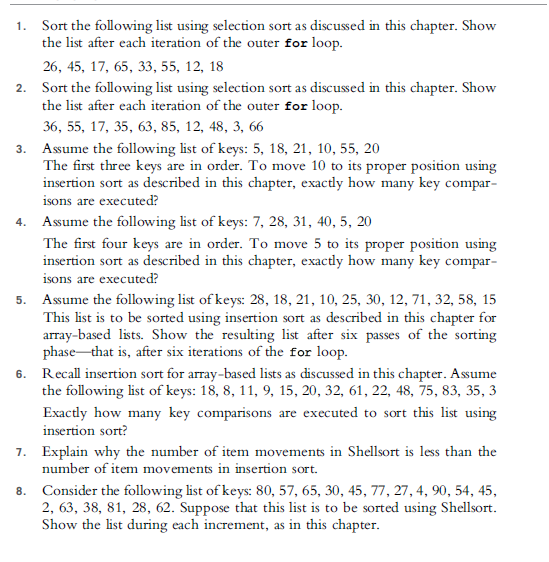 1. Sort the following list using selection sort as discussed in this chapter. Show
the list after each iteration of the outer for loop.
26, 45, 17, 65, 33, 55, 12, 18
2. Sort the following list using selection sort as discussed in this chapter. Show
the list after each iteration of the outer for loop.
36, 55, 17, 35, 63, 85, 12, 48, 3, 66
3. Assume the following list of keys: 5, 18, 21, 10, 55, 20
The first three keys are in order. To move 10 to its proper position using
insertion sort as described in this chapter, exactly how many key compar-
isons are executed?
4. Assume the following list of keys: 7, 28, 31, 40, 5, 20
The first four keys are in order. To move 5 to its proper position using
insertion sort as described in this chapter, exactly how many key compar-
isons are executed?
5. Assume the following list of keys: 28, 18, 21, 10, 25, 30, 12, 71, 32, 58, 15
This list is to be sorted using insertion sort as described in this chapter for
array-based lists. Show the resulting list after six passes of the sorting
phase—that is, after six iterations of the for loop.
6. Recall insertion sort for array-based lists as discussed in this chapter. Assume
the following list of keys: 18, 8, 11, 9, 15, 20, 32, 61, 22, 48, 75, 83, 35, 3
Exactly how many key comparisons are executed to sort this list using
insertion sort?
7. Explain why the number of item movements in Shellsort is less than the
number of item movements in insertion sort.
8. Consider the following list of keys: 80, 57, 65, 30, 45, 77, 27, 4, 90, 54, 45,
2, 63, 38, 81, 28, 62. Suppose that this list is to be sorted using Shellsort.
Show the list during each increment, as in this chapter.